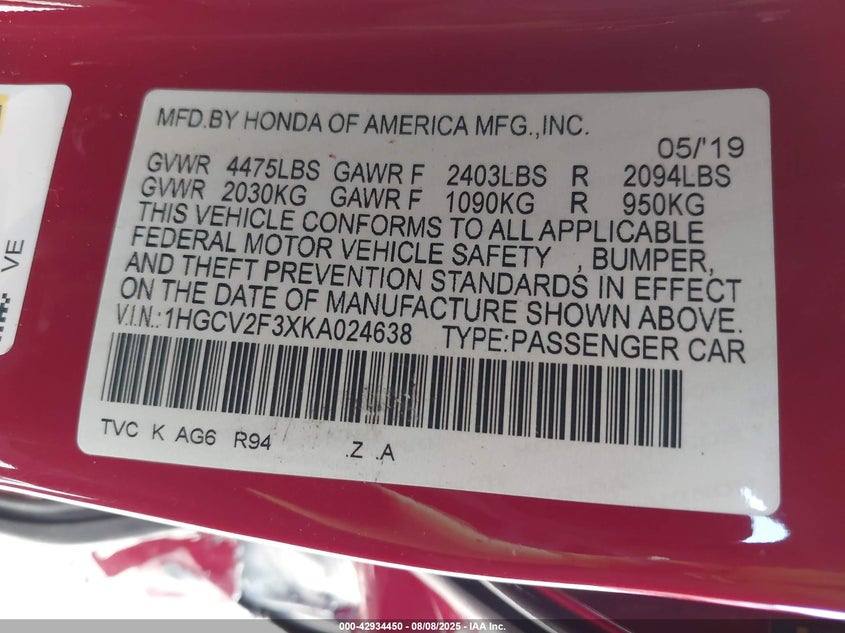 MFD.BY HONDA OF AMERICA MFG.,INC.
05/'19
GVWR 4475LBS GAWR F 2403LBS R 2094LBS
GVWR 2030KG GAWR F 1090KG R 950KG
THIS VEHICLE CONFORMS TO ALL APPLICABLE
FEDERAL MOTOR VEHICLE SAFETY , BUMPER,
AND THEFT PREVENTION STANDARDS IN EFFECT
ON THE DATE OF MANUFACTURE SHOWN ABOVE.
V.I.N.:1HGCV2F3XKA024638 TYPE:PASSENGER CAR
TVC K AG6 R94 .Z .A
VE
000-42934450 - 08/08/2025 - IAA Inc.